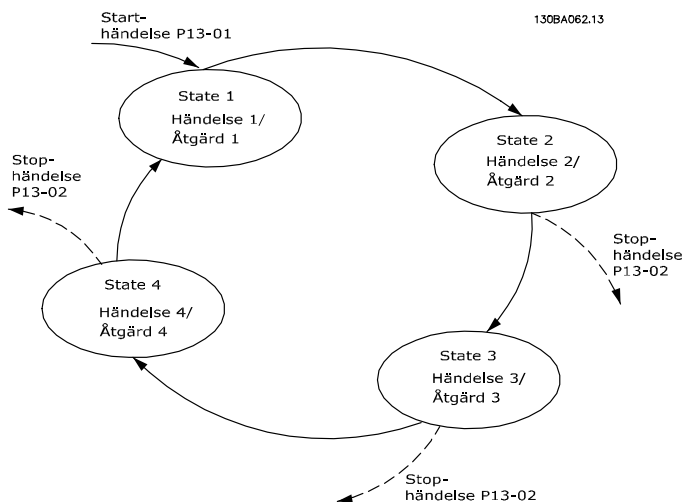 Start-
händelse P13-01
130BA062.13
State 1
Händelse 1/
Åtgärd 1
State 2
Händelse 2/
Åtgärd 2
Stop-
händelse
P13-02
Stop-
händelse
P13-02
State 4
Händelse 4/
Åtgärd 4
State 3
Händelse 3/
Åtgärd 3
Stop-
händelse P13-02